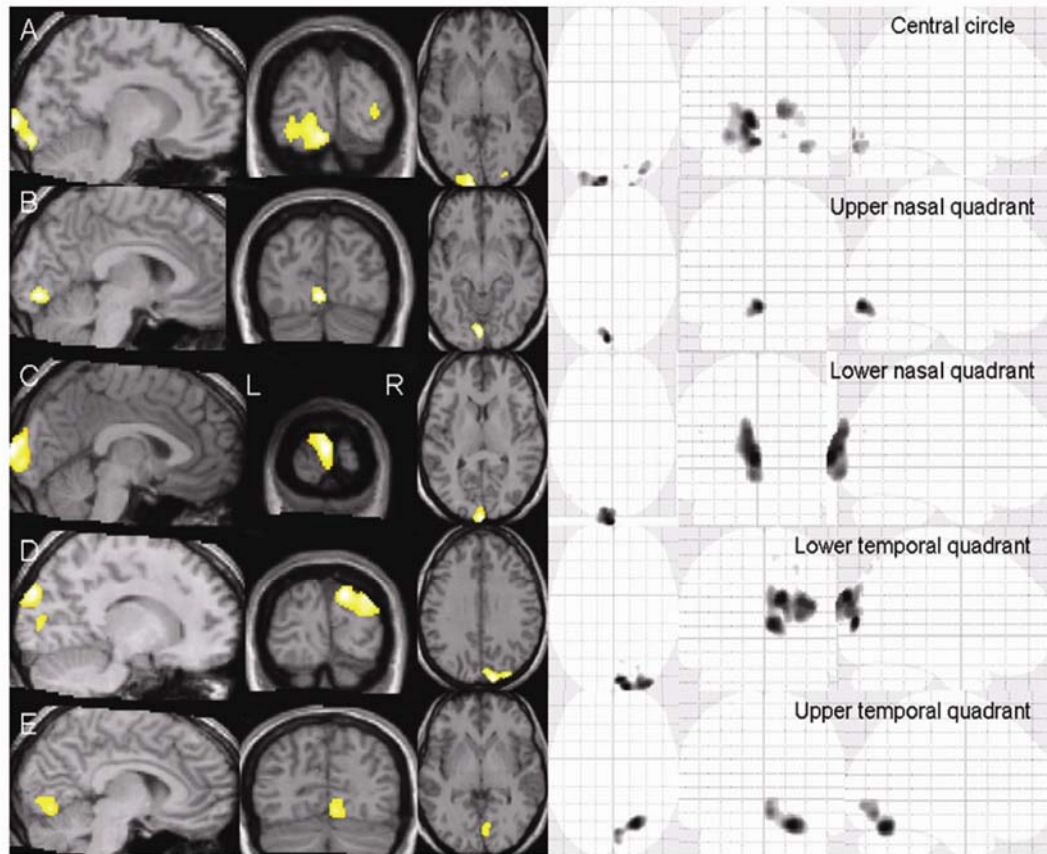 A
Central circle
B
Upper nasal quadrant
C
L
R
Lower nasal quadrant
D
Lower temporal quadrant
E
Upper temporal quadrant